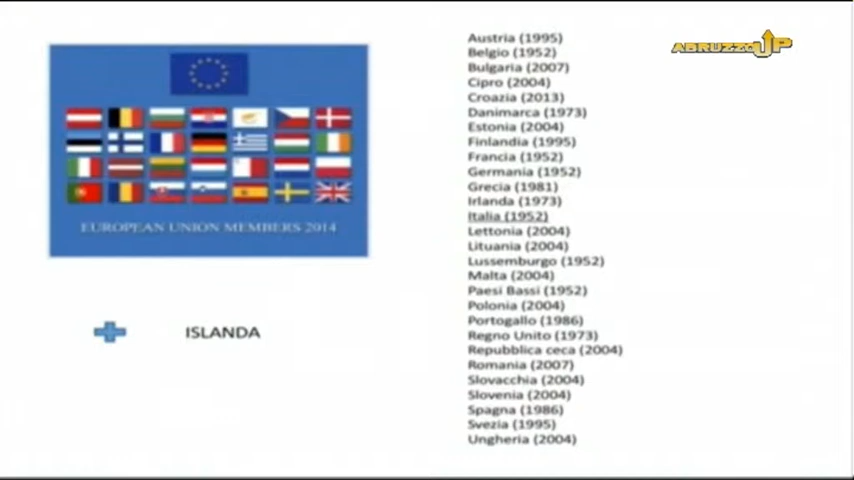 ABRUZZOUP
EUROPEAN UNION MEMBERS 2014
ISLANDA
Austria (1995)
Belgio (1952)
Bulgaria (2007)
Cipro (2004)
Croazia (2013)
Danimarca (1973)
Estonia (2004)
Finlandia (1995)
Francia (1952)
Germania (1952)
Grecia (1981)
Irlanda (1973)
Italia (1952)
Lettonia (2004)
Lituania (2004)
Lussemburgo (1952)
Malta (2004)
Paesi Bassi (1952)
Polonia (2004)
Portogallo (1986)
Regno Unito (1973)
Repubblica ceca (2004)
Romania (2007)
Slovacchia (2004)
Slovenia (2004)
Spagna (1986)
Svezia (1995)
Ungheria (2004)